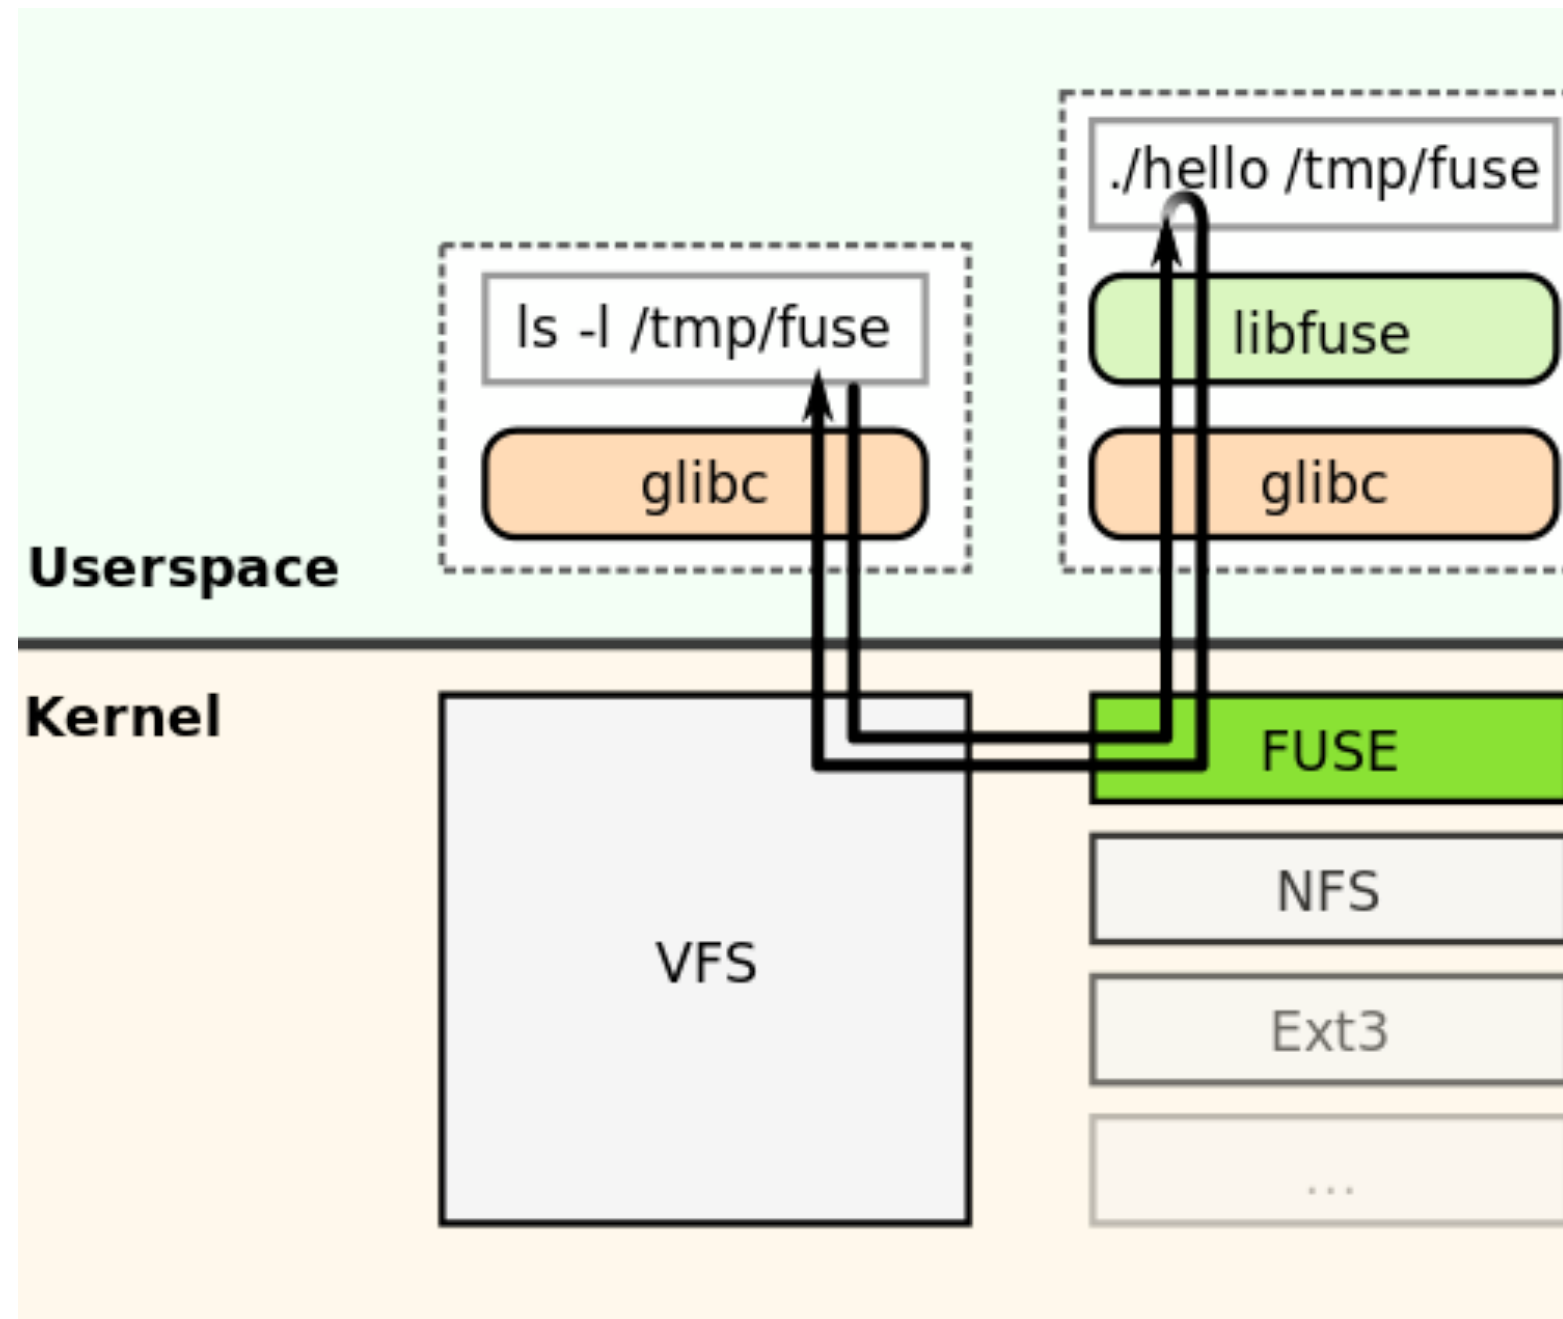 ./hello /tmp/fuse
ls -l /tmp/fuse
libfuse
glibc
glibc
Userspace
Kernel
FUSE
NFS
VFS
Ext3
...